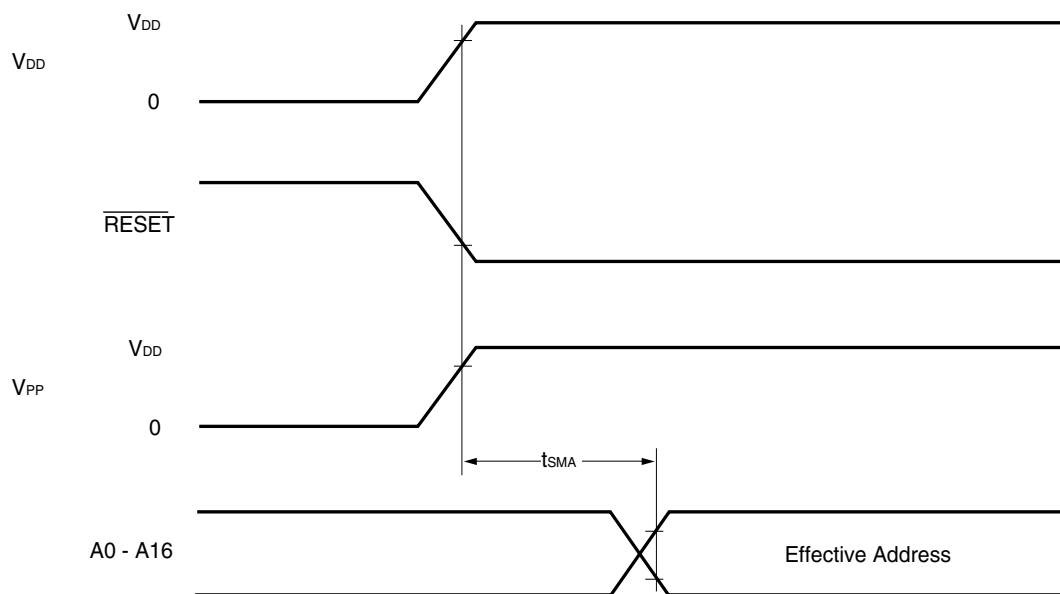 VDD
VDD
0
RESET
VDD
VPP
0
tSMA
A0 - A16
Effective Address